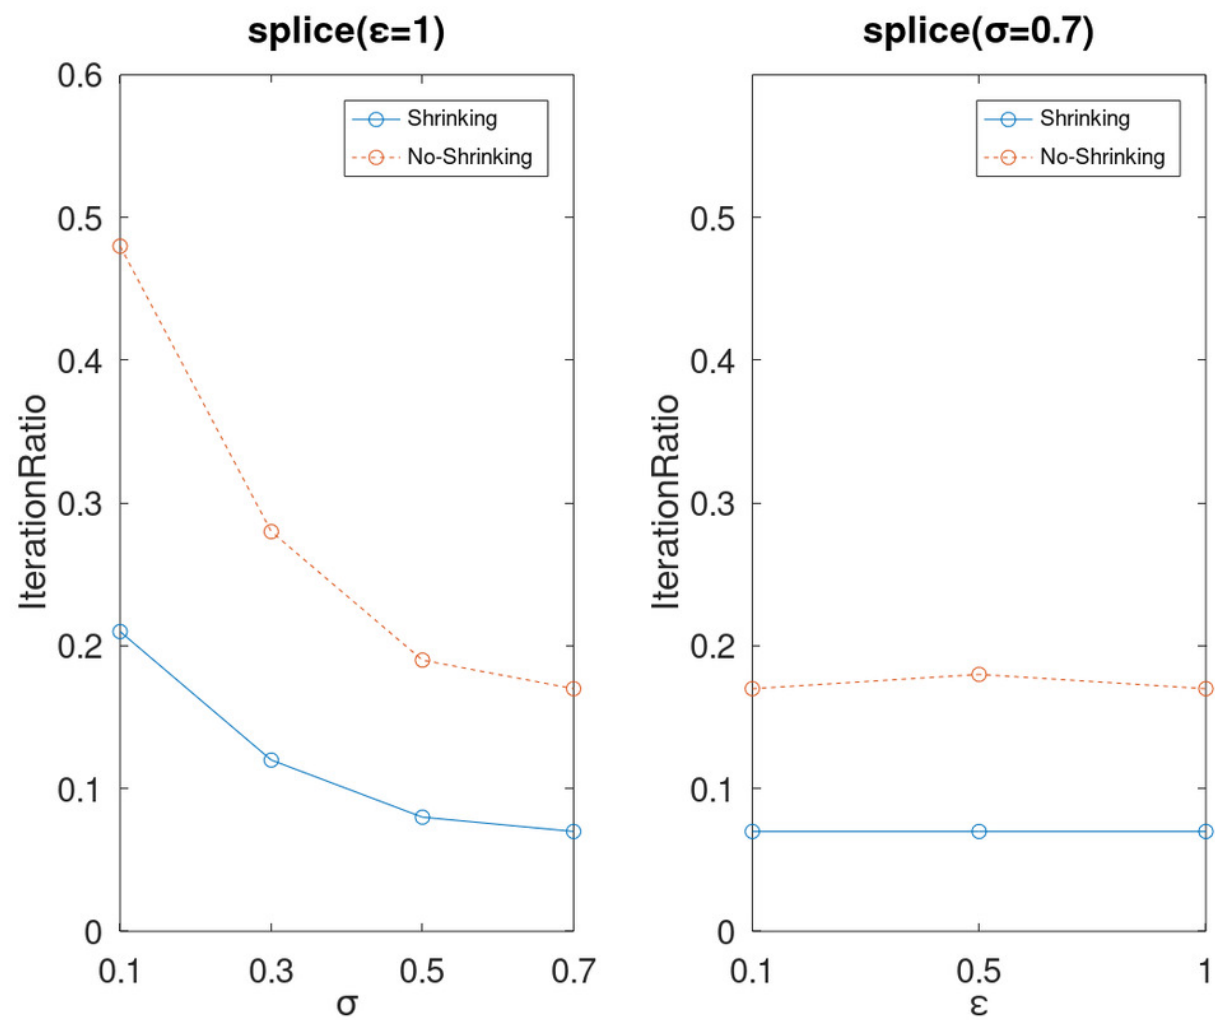 splice(ε=1)
Shrinking
No-Shrinking
IterationRatio
0.6
0.5
0.4
0.3
0.2
0.1
0
0.1 0.3 0.5 0.7
σ
splice(σ=0.7)
Shrinking
No-Shrinking
IterationRatio
0.5
0.4
0.3
0.2
0.1
0
0.1 0.5 1
ε